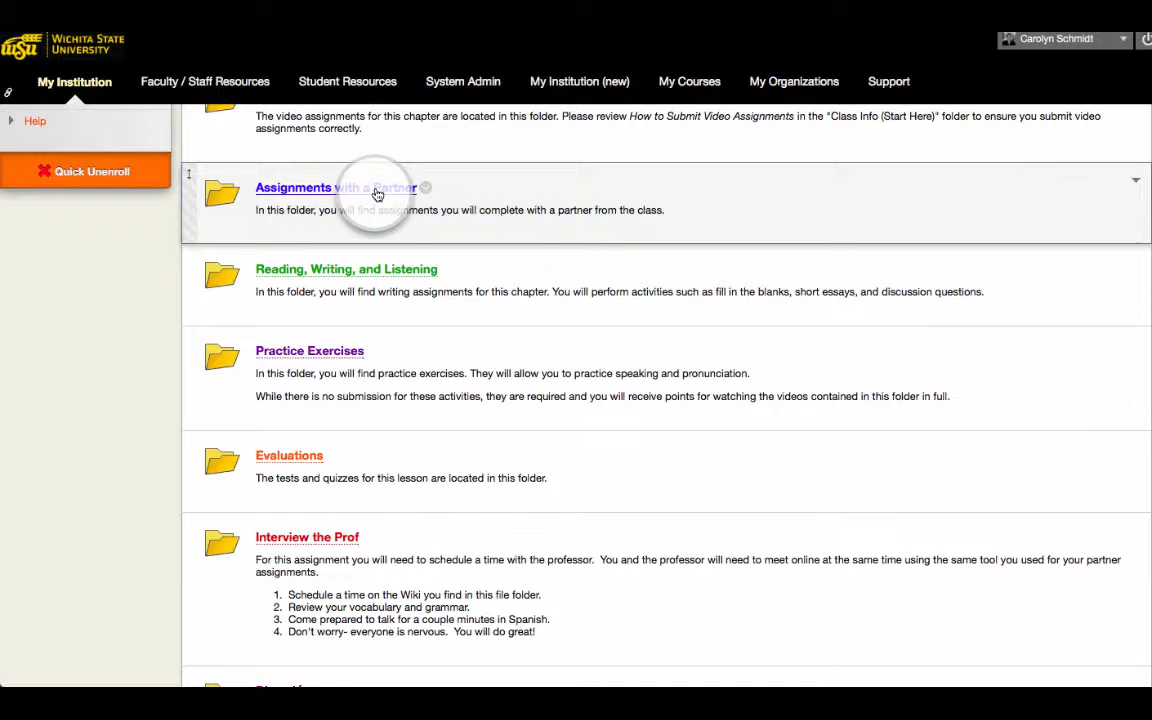 WSU
WICHITA STATE
UNIVERSITY
Carolyn Schmidt
My Institution
Faculty / Staff Resources
Student Resources
System Admin
My Institution (new)
My Courses
My Organizations
Support
Help
Quick Unenroll
The video assignments for this chapter are located in this folder. Please review How to Submit Video Assignments in the "Class Info (Start Here)" folder to ensure you submit video
assignments correctly.
Assignments with a Partner
In this folder, you will find assignments you will complete with a partner from the class.
Reading, Writing, and Listening
In this folder, you will find writing assignments for this chapter. You will perform activities such as fill in the blanks, short essays, and discussion questions.
Practice Exercises
In this folder, you will find practice exercises. They will allow you to practice speaking and pronunciation.
While there is no submission for these activities, they are required and you will receive points for watching the videos contained in this folder in full.
Evaluations
The tests and quizzes for this lesson are located in this folder.
Interview the Prof
For this assignment you will need to schedule a time with the professor. You and the professor will need to meet online at the same time using the same tool you used for your partner
assignments.
1. Schedule a time on the Wiki you find in this file folder.
2. Review your vocabulary and grammar.
3. Come prepared to talk for a couple minutes in Spanish.
4. Don't worry- everyone is nervous. You will do great!